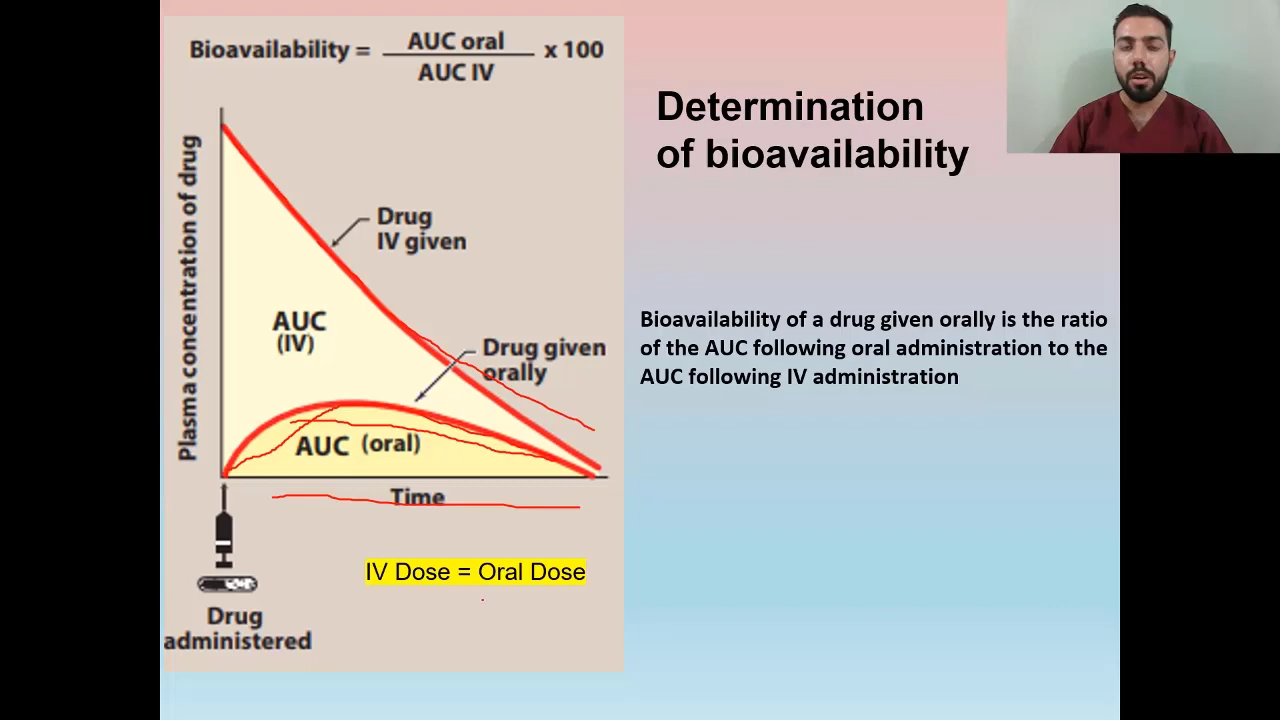 Bioavailability = AUC oral / AUC IV x 100
Determination
of bioavailability
Plasma concentration of drug
Drug
IV given
AUC
(IV)
Drug given
orally
AUC (oral)
Time
IV Dose = Oral Dose
Drug
administered
Bioavailability of a drug given orally is the ratio
of the AUC following oral administration to the
AUC following IV administration